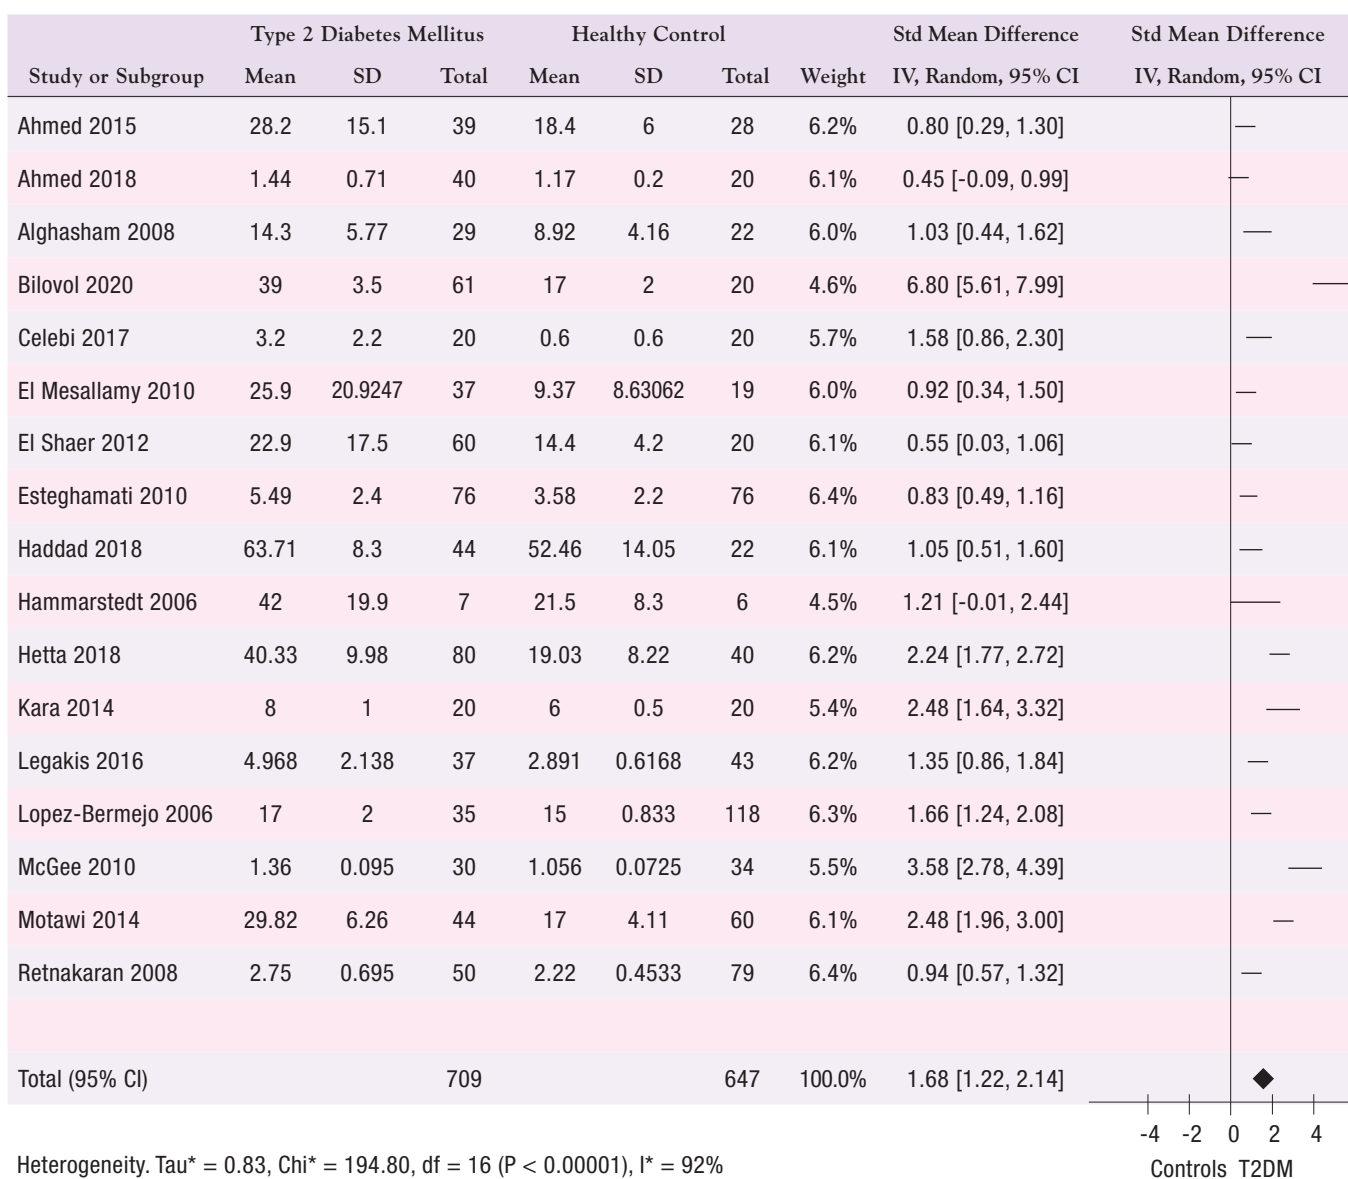 Type 2 Diabetes Mellitus Healthy Control Std Mean Difference Std Mean Difference
Study or Subgroup Mean SD Total Mean SD Total Weight IV, Random, 95% CI IV, Random, 95% CI
Ahmed 2015 28.2 15.1 39 18.4 6 28 6.2% 0.80 [0.29, 1.30]
Ahmed 2018 1.44 0.71 40 1.17 0.2 20 6.1% 0.45 [-0.09, 0.99]
Alghasham 2008 14.3 5.77 29 8.92 4.16 22 6.0% 1.03 [0.44, 1.62]
Bilovol 2020 39 3.5 61 17 2 20 4.6% 6.80 [5.61, 7.99]
Celebi 2017 3.2 2.2 20 0.6 0.6 20 5.7% 1.58 [0.86, 2.30]
El Mesallamy 2010 25.9 20.9247 37 9.37 8.63062 19 6.0% 0.92 [0.34, 1.50]
El Shaer 2012 22.9 17.5 60 14.4 4.2 20 6.1% 0.55 [0.03, 1.06]
Esteghamati 2010 5.49 2.4 76 3.58 2.2 76 6.4% 0.83 [0.49, 1.16]
Haddad 2018 63.71 8.3 44 52.46 14.05 22 6.1% 1.05 [0.51, 1.60]
Hammarstedt 2006 42 19.9 7 21.5 8.3 6 4.5% 1.21 [-0.01, 2.44]
Hetta 2018 40.33 9.98 80 19.03 8.22 40 6.2% 2.24 [1.77, 2.72]
Kara 2014 8 1 20 6 0.5 20 5.4% 2.48 [1.64, 3.32]
Legakis 2016 4.968 2.138 37 2.891 0.6168 43 6.2% 1.35 [0.86, 1.84]
Lopez-Bermejo 2006 17 2 35 15 0.833 118 6.3% 1.66 [1.24, 2.08]
McGee 2010 1.36 0.095 30 1.056 0.0725 34 5.5% 3.58 [2.78, 4.39]
Motawi 2014 29.82 6.26 44 17 4.11 60 6.1% 2.48 [1.96, 3.00]
Retnakaran 2008 2.75 0.695 50 2.22 0.4533 79 6.4% 0.94 [0.57, 1.32]
Total (95% CI) 709 647 100.0% 1.68 [1.22, 2.14]
-4 -2 0 2 4
Heterogeneity. Tau* = 0.83, Chi* = 194.80, df = 16 (P < 0.00001), I* = 92%
Controls T2DM